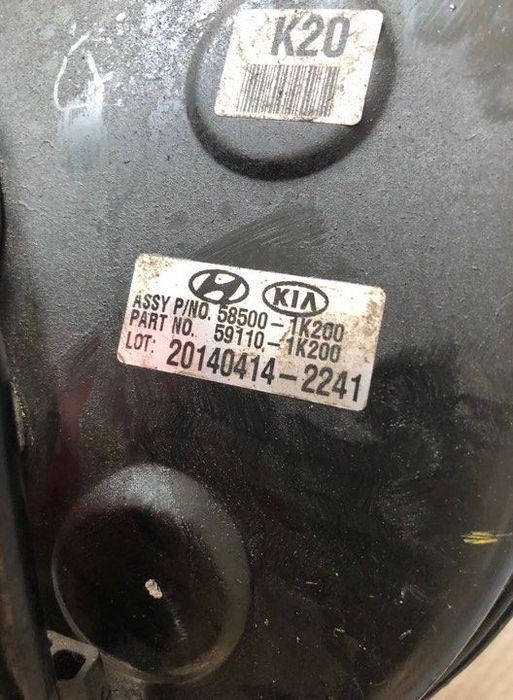 K20
KIA
ASSY P/NO. 58500-1K200
PART NO. 59110-1K200
LOT: 20140414-2241